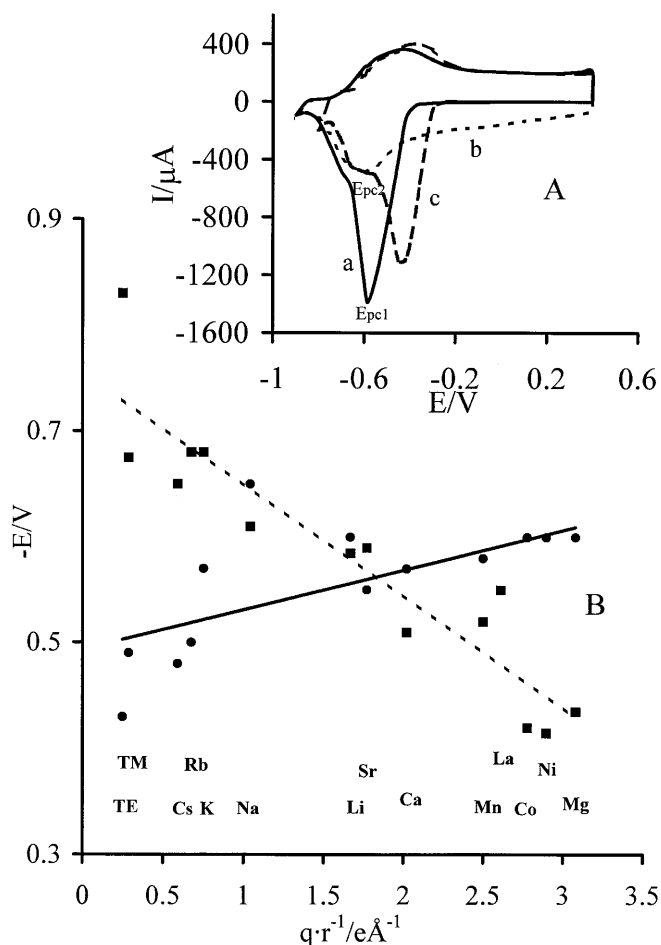 400
0
-400
-800
-1200
-1600
I/µA
A
b
c
a
Epc2
Epc1
-1 -0.6 -0.2 0.2 0.6
E/V
0.9
0.7
0.5
0.3
-E/V
B
TM Rb Sr La Ni
TE Cs K Na Li Ca Mn Co Mg
0 0.5 1 1.5 2 2.5 3 3.5
q·r⁻¹/eÅ⁻¹